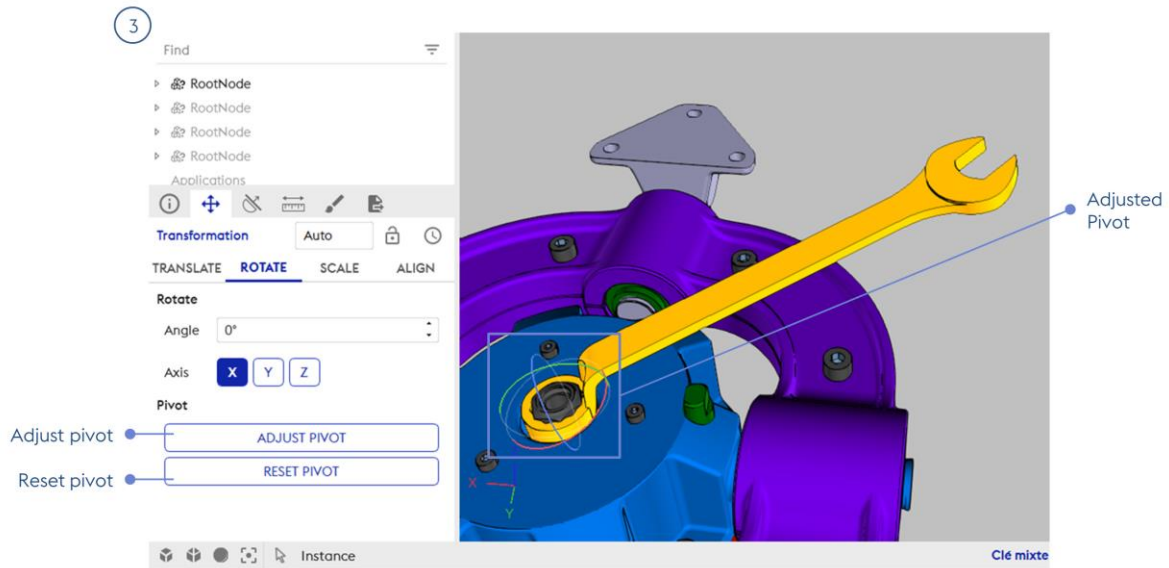 3
Find
RootNode
RootNode
RootNode
RootNode
Applications
Transformation Auto
TRANSLATE ROTATE SCALE ALIGN
Rotate
Angle 0°
Axis X Y Z
Pivot
Adjust pivot ADJUST PIVOT
Reset pivot RESET PIVOT
Adjusted
Pivot
X
Y
Instance
Clé mixte